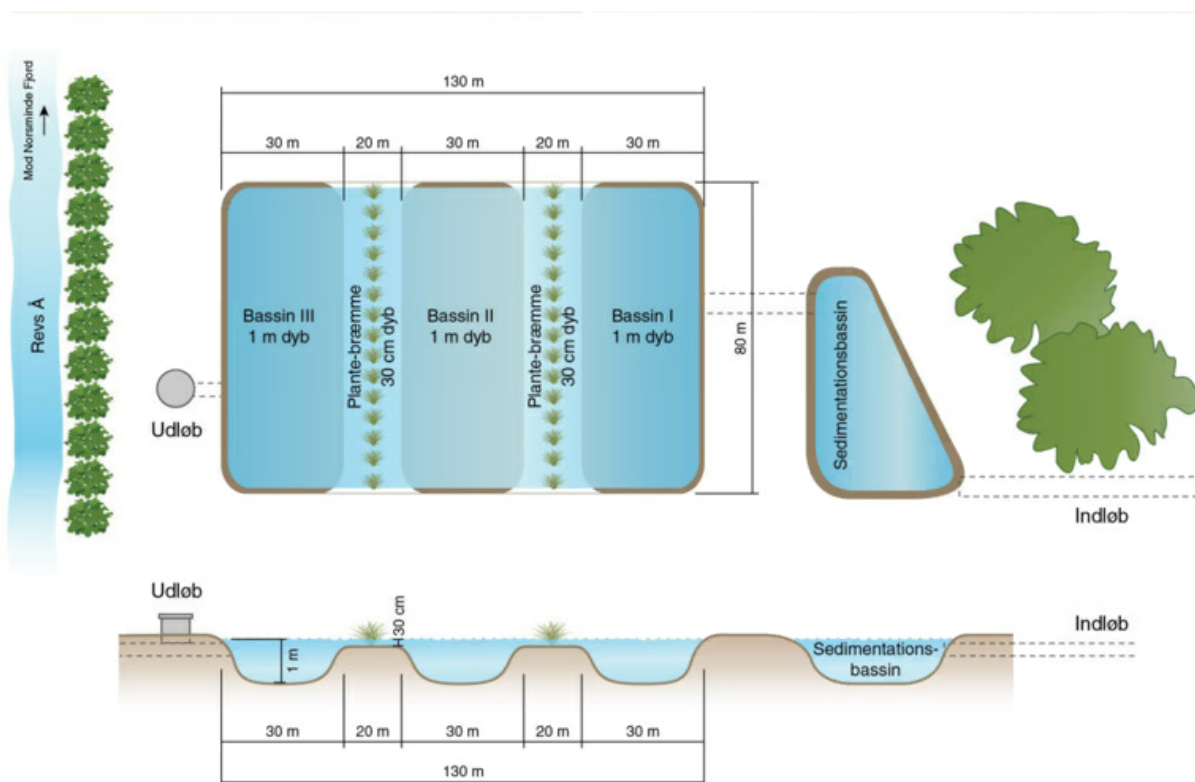 Mod Norsminde Fjord
Revs Å
130 m
30 m
20 m
30 m
20 m
30 m
Bassin III
1 m dyb
Plante-bræmme
30 cm dyb
Bassin II
1 m dyb
Plante-bræmme
30 cm dyb
Bassin I
1 m dyb
80 m
Sedimentationsbassin
Udløb
Indløb
Udløb
30 cm
1 m
Sedimentations-
bassin
Indløb
30 m
20 m
30 m
20 m
30 m
130 m